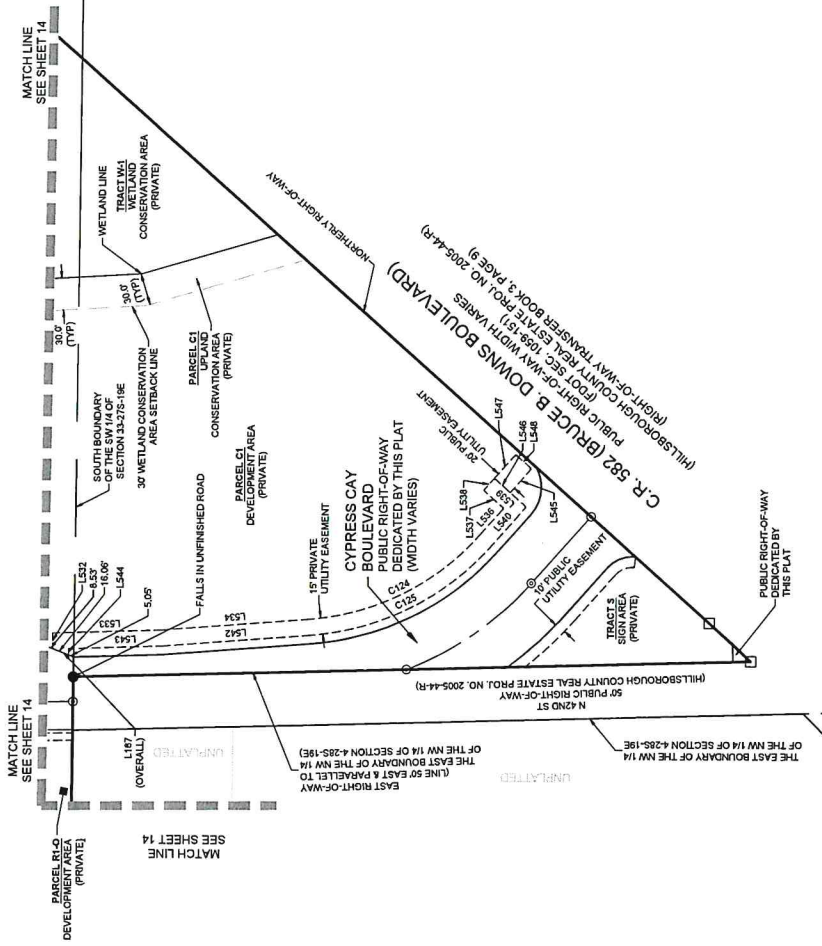 MATCH LINE
SEE SHEET 14
MATCH LINE
SEE SHEET 14
WETLAND LINE
TRACT W-1
WETLAND
CONSERVATION AREA
(PRIVATE)
30.0'
(TYP)
30.0'
(TYP)
SOUTH BOUNDARY
OF THE SW 1/4 OF
SECTION 33-27S-19E
30' WETLAND CONSERVATION
AREA SETBACK LINE
PARCEL C1
UPLAND
CONSERVATION AREA
(PRIVATE)
PARCEL C1
DEVELOPMENT AREA
(PRIVATE)
NORTHERLY RIGHT-OF-WAY
C.R. 582 (BRUCE B. DOWNS BOULEVARD)
PUBLIC RIGHT-OF-WAY WIDTH VARIES
(FDOT SEC. 1059-151)
(HILLSBOROUGH COUNTY REAL ESTATE PROJ. NO. 2005-44-R)
(RIGHT-OF-WAY TRANSFER BOOK 3, PAGE 9)
L532
8.53'
16.06'
L544
5.05'
FALLS IN UNFINISHED ROAD
L533
L534
L543
L542
15' PRIVATE
UTILITY EASEMENT
CYPRESS CAY
BOULEVARD
PUBLIC RIGHT-OF-WAY
DEDICATED BY THIS PLAT
(WIDTH VARIES)
C124
C125
20' PUBLIC
UTILITY EASEMENT
L538
L537
L536
L539
L540
L547
L546
L548
L545
10' PUBLIC
UTILITY EASEMENT
TRACT S
SIGN AREA
(PRIVATE)
PUBLIC RIGHT-OF-WAY
DEDICATED BY
THIS PLAT
N 42ND ST
50' PUBLIC RIGHT-OF-WAY
(HILLSBOROUGH COUNTY REAL ESTATE PROJ. NO. 2005-44-R)
L187
(OVERALL)
UNPLATTED
UNPLATTED
EAST RIGHT-OF-WAY
(LINE 50' EAST & PARALLEL TO
THE EAST BOUNDARY OF THE NW 1/4
OF THE NW 1/4 OF SECTION 4-28S-19E)
THE EAST BOUNDARY OF THE NW 1/4
OF THE NW 1/4 OF SECTION 4-28S-19E
MATCH LINE
SEE SHEET 14
PARCEL R1-O
DEVELOPMENT AREA
(PRIVATE)